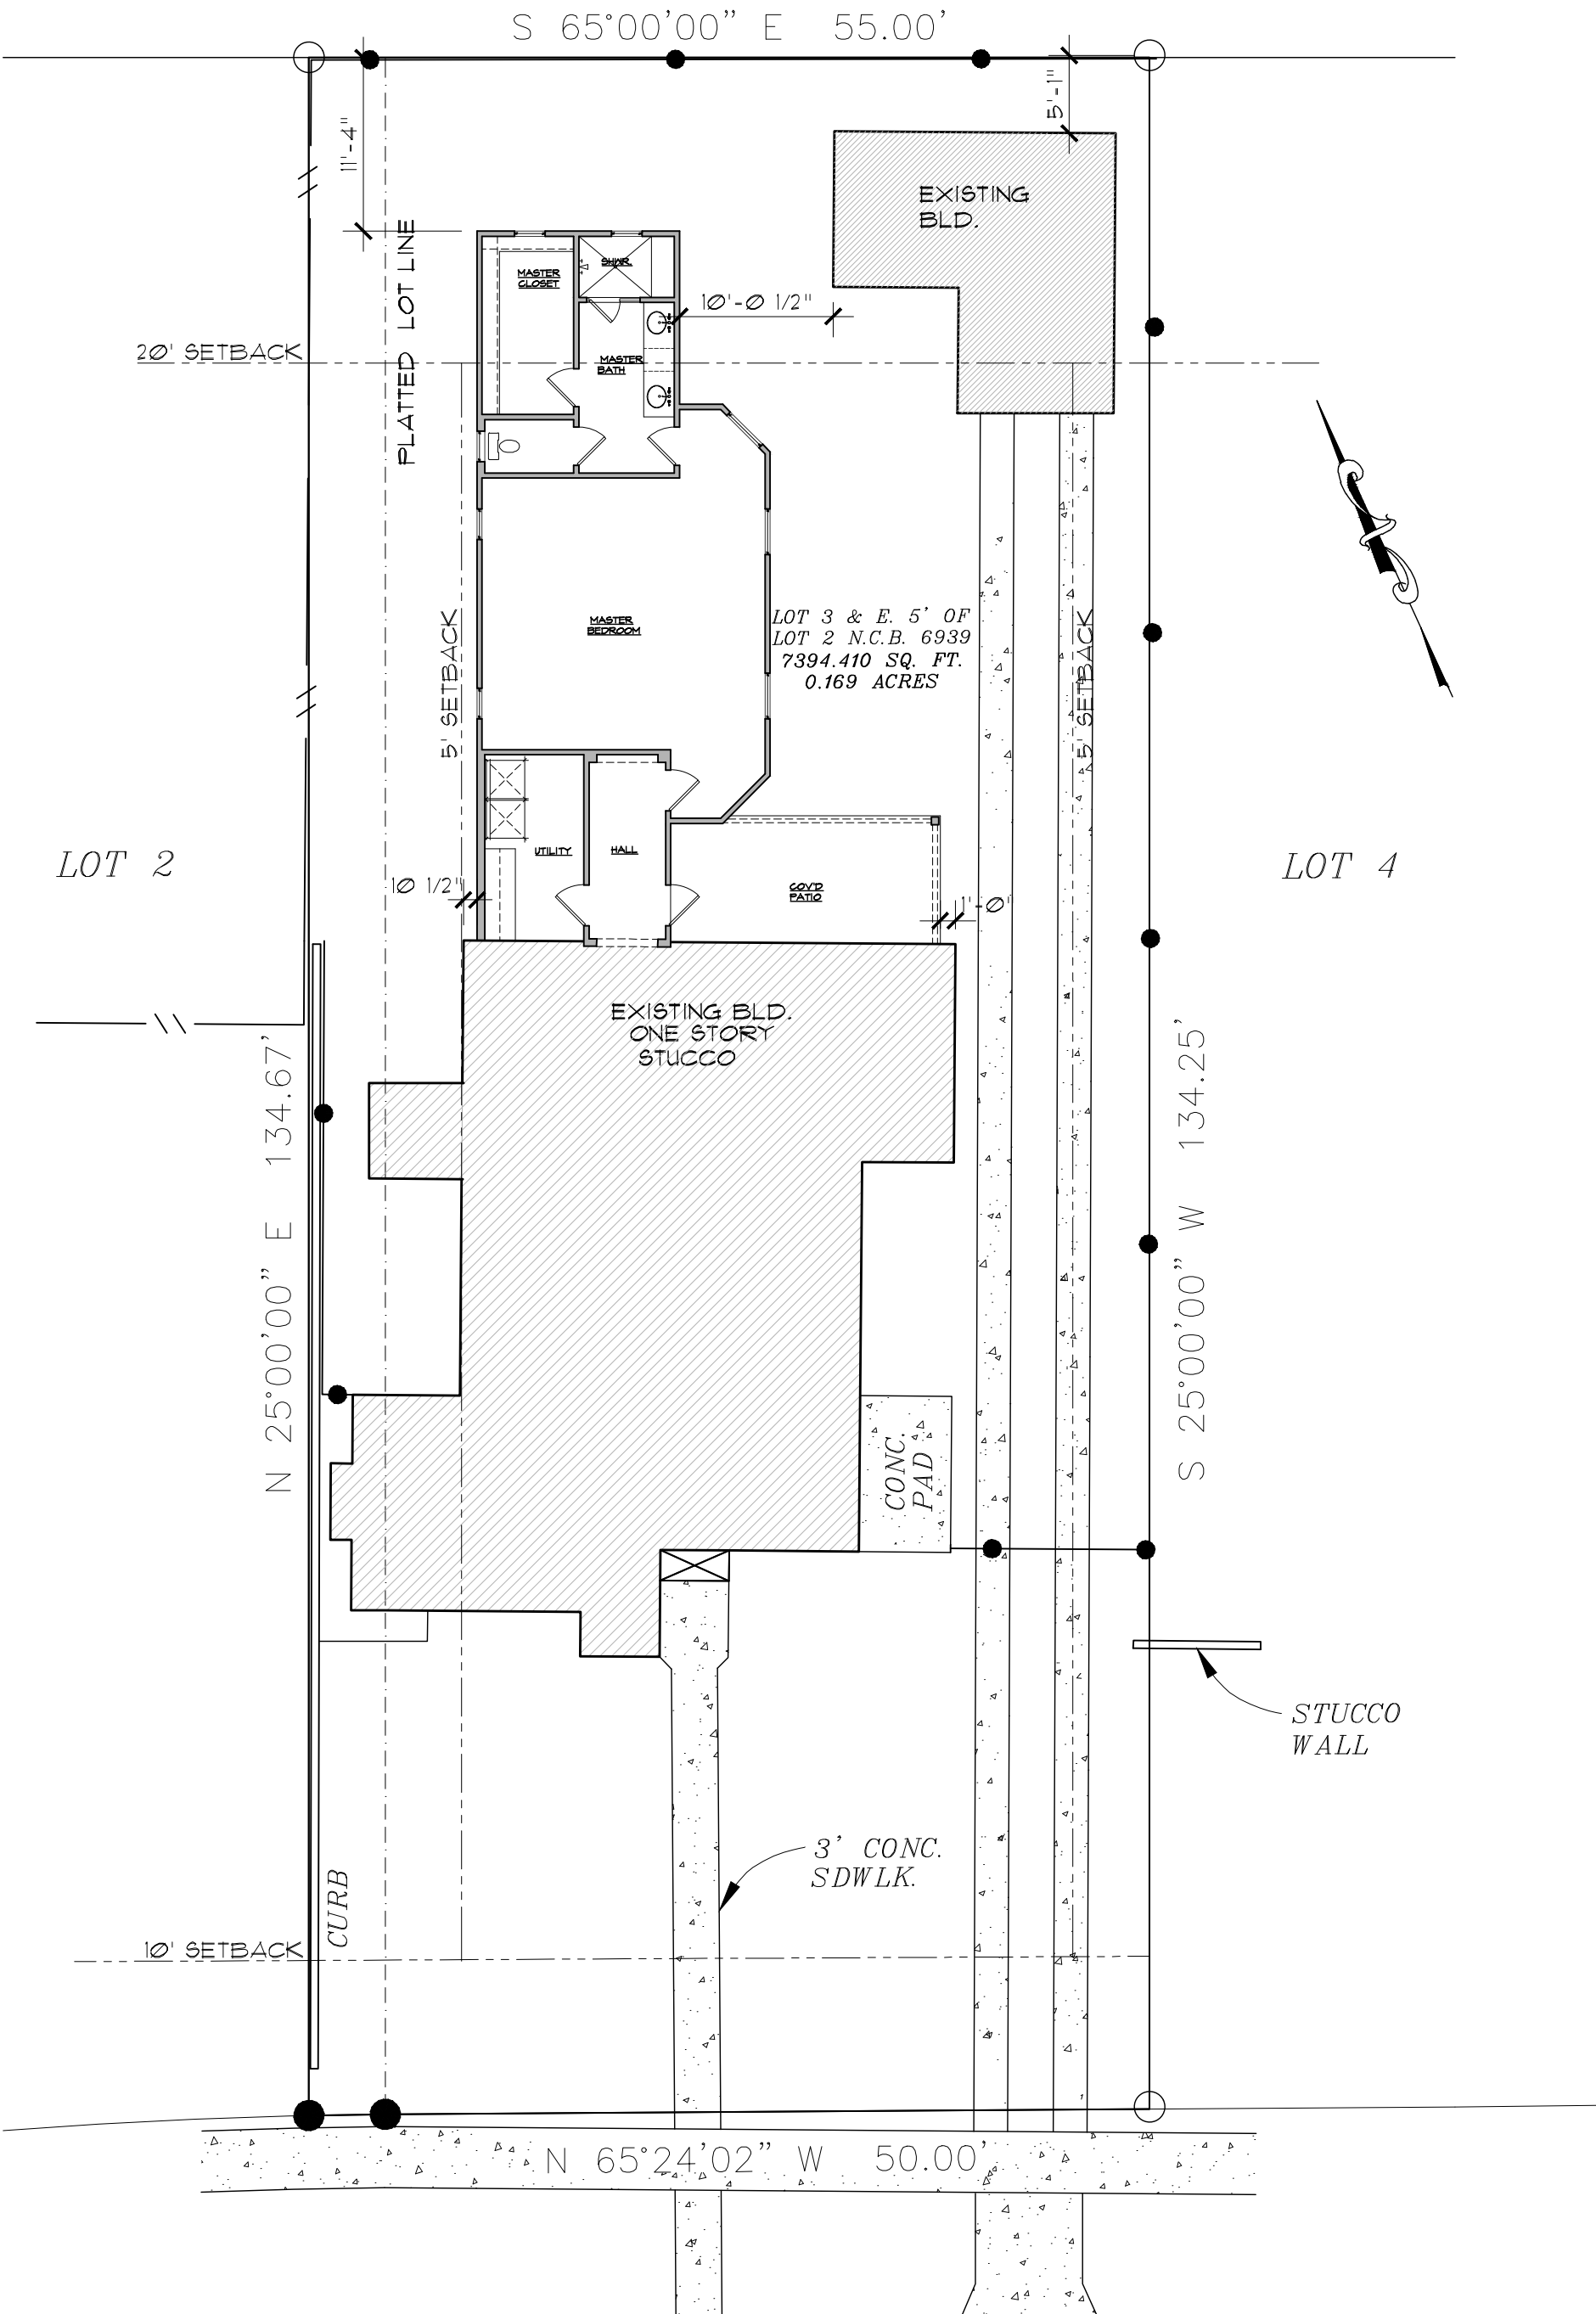 S 65°00'00" E 55.00'
11'-4"
5'-1"
EXISTING
BLD.
PLATTED LOT LINE
MASTER
CLOSET
SHWR.
10'-0 1/2"
20' SETBACK
MASTER
BATH
5' SETBACK
MASTER
BEDROOM
LOT 3 & E. 5' OF
LOT 2 N.C.B. 6939
7394.410 SQ. FT.
0.169 ACRES
5' SETBACK
LOT 2
LOT 4
UTILITY
HALL
10 1/2"
COV'D
PATIO
1'-0"
EXISTING BLD.
ONE STORY
STUCCO
N 25°00'00" E 134.67'
S 25°00'00" W 134.25'
CONC.
PAD
STUCCO
WALL
3' CONC.
SDWLK.
CURB
10' SETBACK
N 65°24'02" W 50.00'